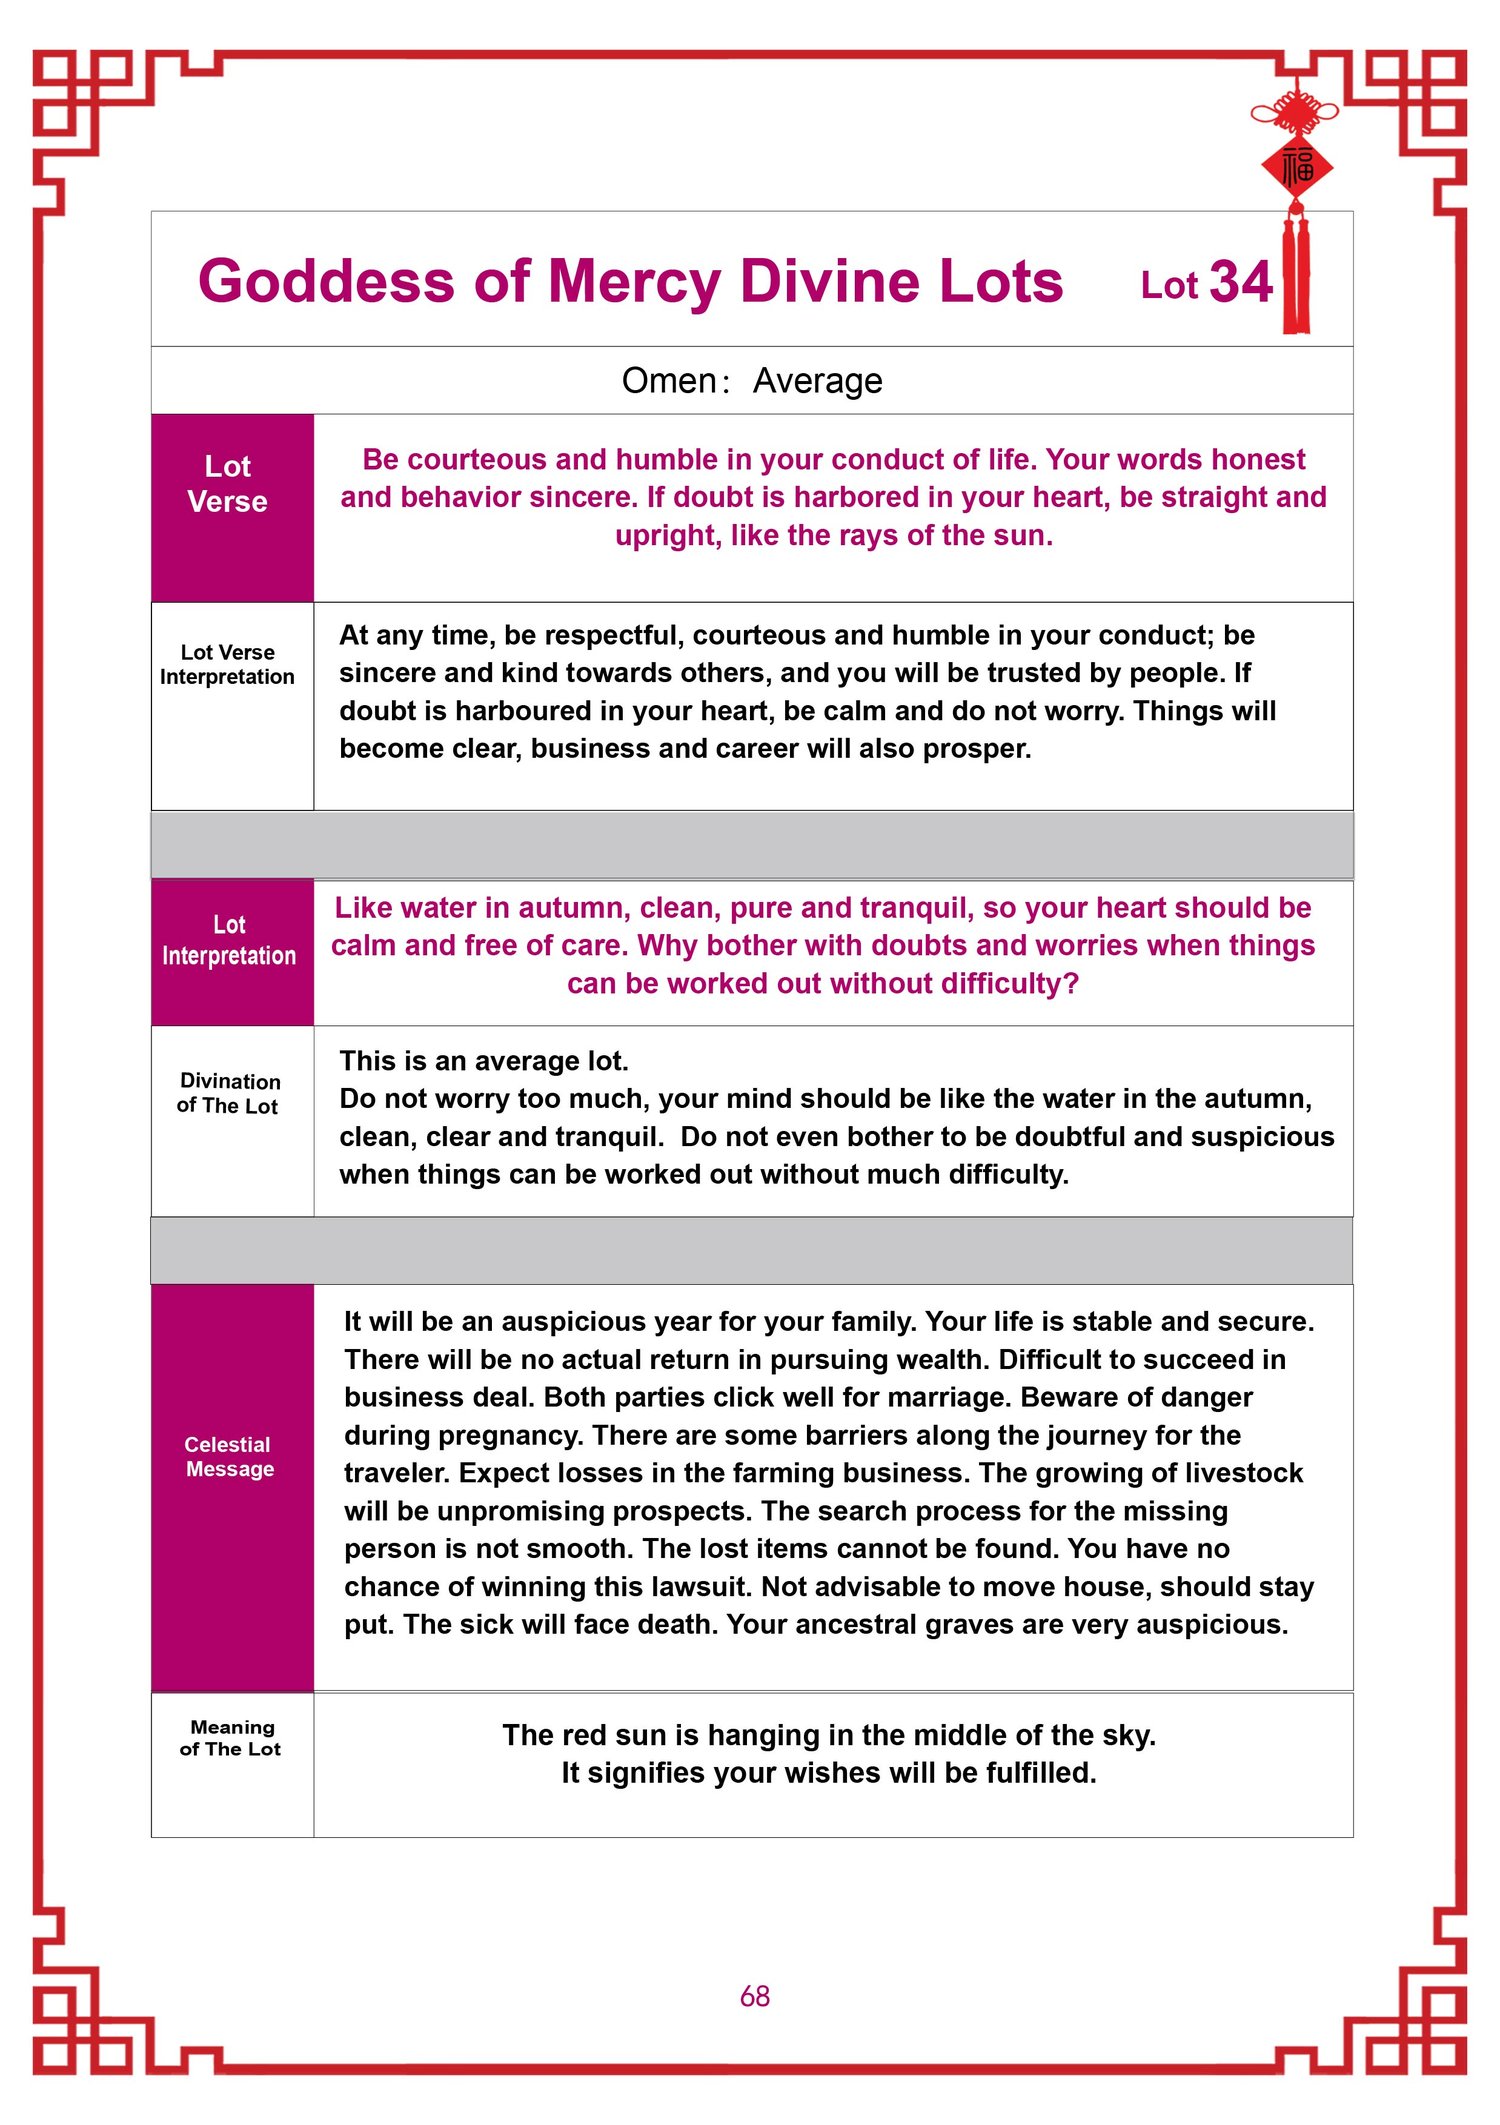 福
Goddess of Mercy Divine Lots Lot 34
Omen： Average
Lot
Verse
Be courteous and humble in your conduct of life. Your words honest
and behavior sincere. If doubt is harbored in your heart, be straight and
upright, like the rays of the sun.
Lot Verse
Interpretation
At any time, be respectful, courteous and humble in your conduct; be
sincere and kind towards others, and you will be trusted by people. If
doubt is harboured in your heart, be calm and do not worry. Things will
become clear, business and career will also prosper.
Lot
Interpretation
Like water in autumn, clean, pure and tranquil, so your heart should be
calm and free of care. Why bother with doubts and worries when things
can be worked out without difficulty?
Divination
of The Lot
This is an average lot.
Do not worry too much, your mind should be like the water in the autumn,
clean, clear and tranquil.  Do not even bother to be doubtful and suspicious
when things can be worked out without much difficulty.
Celestial
Message
It will be an auspicious year for your family. Your life is stable and secure.
There will be no actual return in pursuing wealth. Difficult to succeed in
business deal. Both parties click well for marriage. Beware of danger
during pregnancy. There are some barriers along the journey for the
traveler. Expect losses in the farming business. The growing of livestock
will be unpromising prospects. The search process for the missing
person is not smooth. The lost items cannot be found. You have no
chance of winning this lawsuit. Not advisable to move house, should stay
put. The sick will face death. Your ancestral graves are very auspicious.
Meaning
of The Lot
The red sun is hanging in the middle of the sky.
It signifies your wishes will be fulfilled.
68